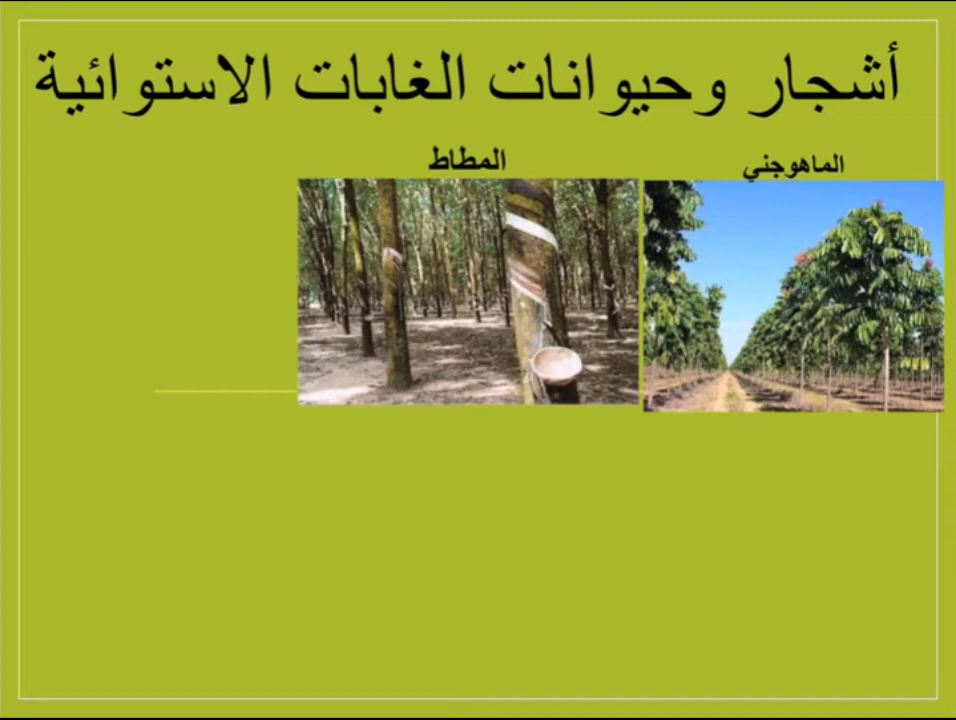 أشجار وحيوانات الغابات الاستوائية
الماهوجني
المطاط